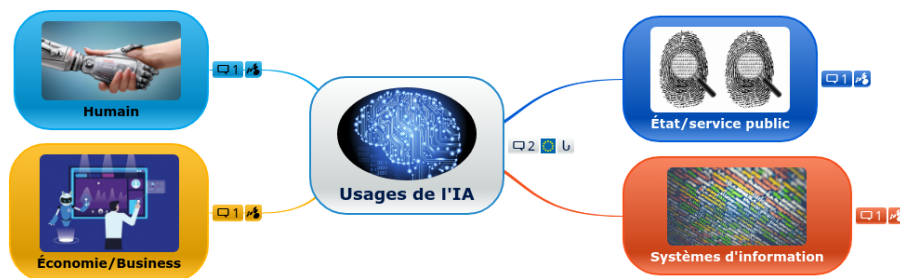 Humain
1
Économie/Business
1
Usages de l'IA
2
État/service public
1
Systèmes d'information
1